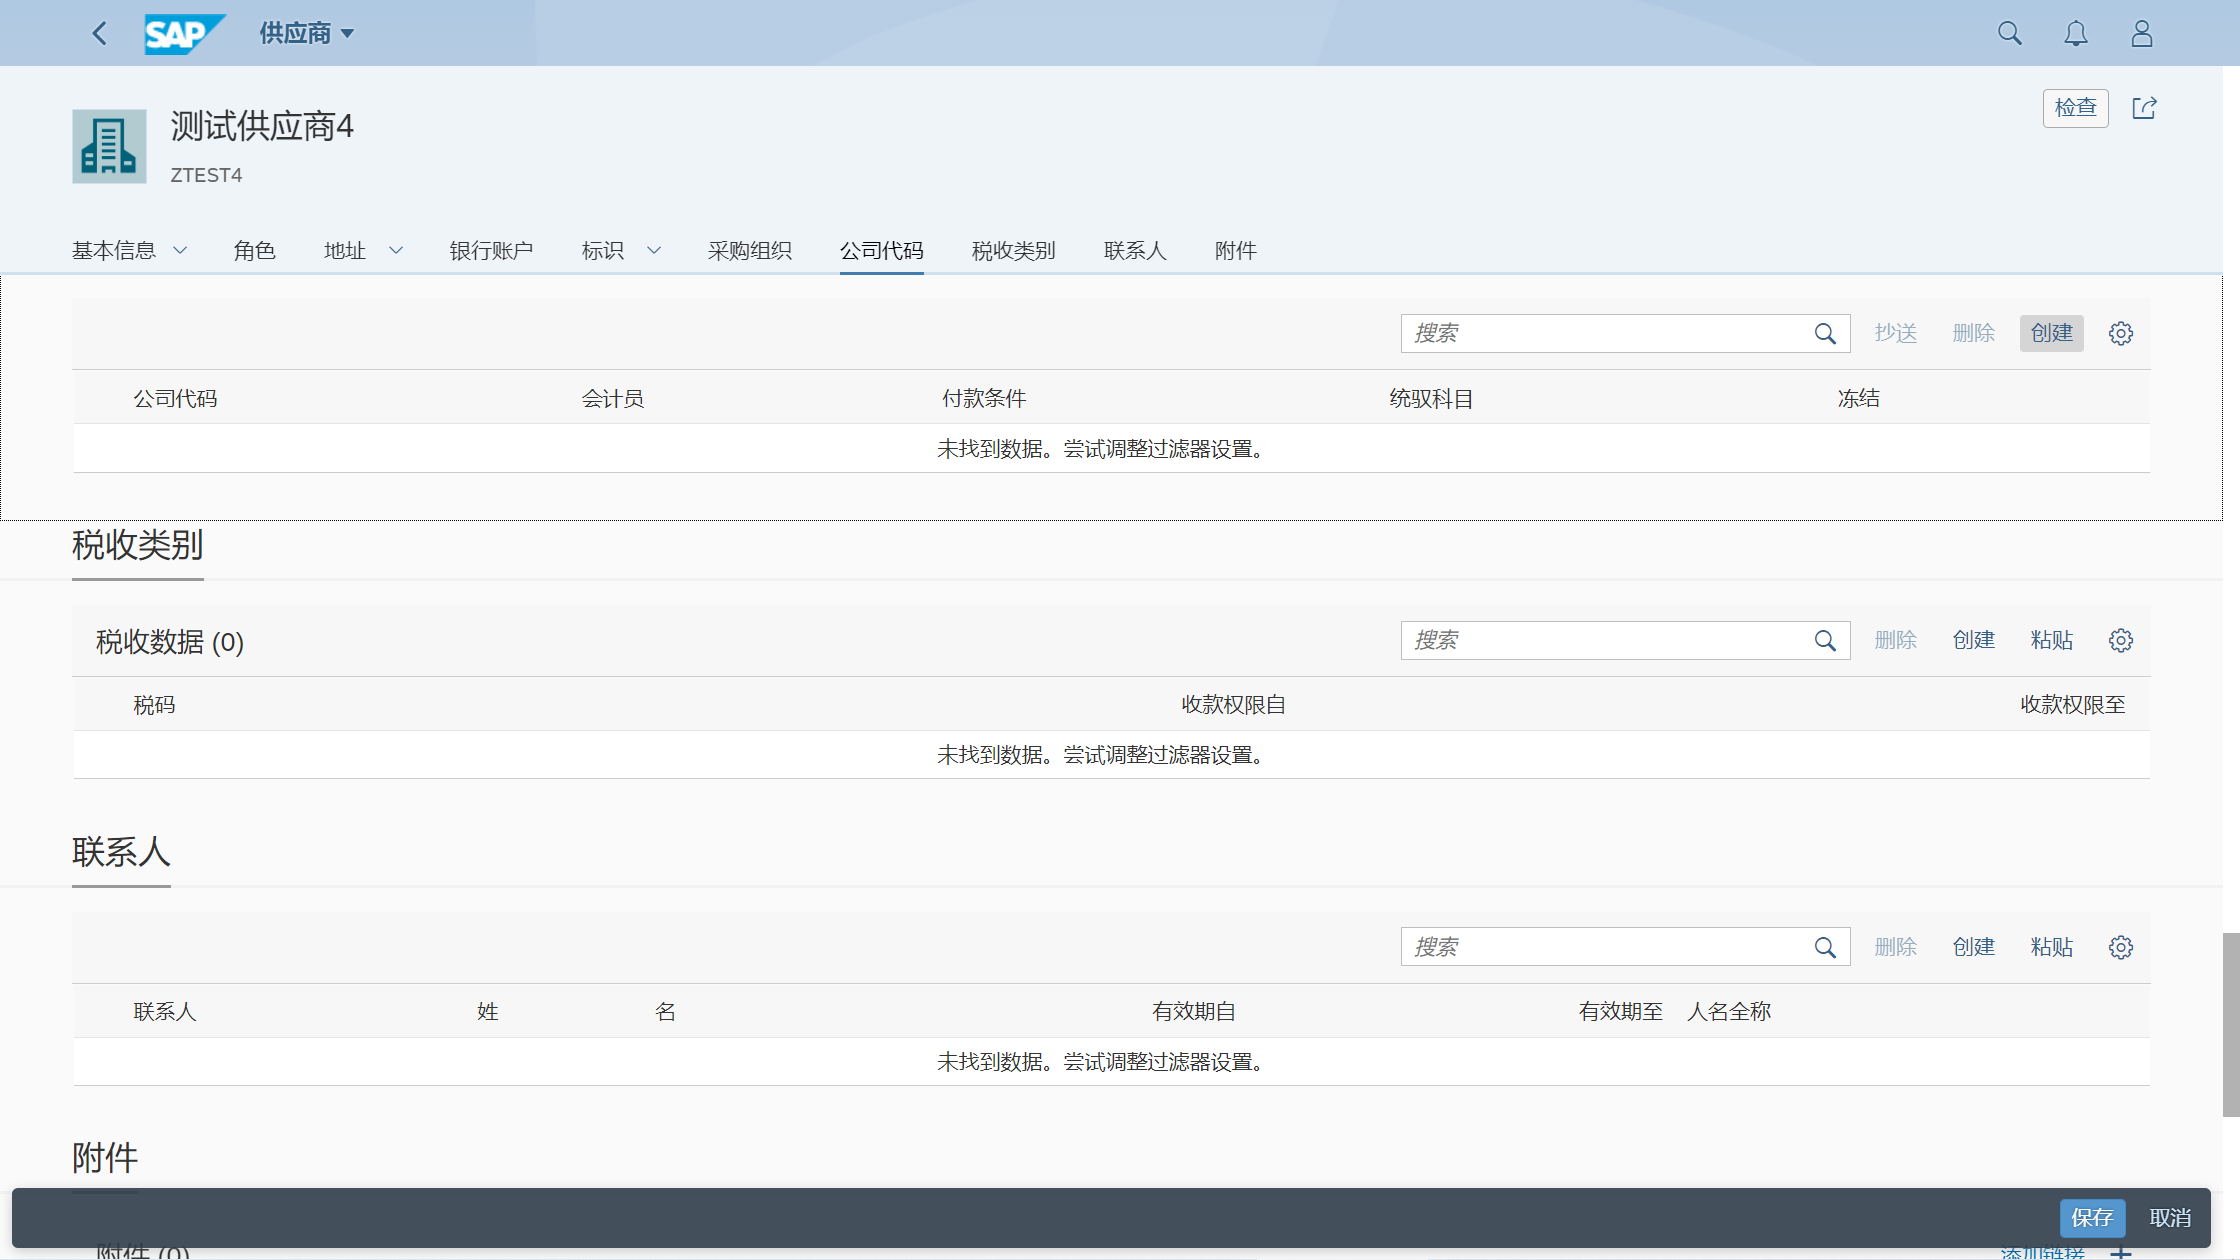 SAP 供应商
测试供应商4
检查
ZTEST4
基本信息 角色 地址 银行账户 标识 采购组织 公司代码 税收类别 联系人 附件
搜索 抄送 删除 创建
公司代码 会计员 付款条件 统驭科目 冻结
未找到数据。尝试调整过滤器设置。
税收类别
税收数据 (0) 搜索 删除 创建 粘贴
税码 收款权限自 收款权限至
未找到数据。尝试调整过滤器设置。
联系人
搜索 删除 创建 粘贴
联系人 姓 名 有效期自 有效期至 人名全称
未找到数据。尝试调整过滤器设置。
附件
保存 取消
附件 (0) 添加链接